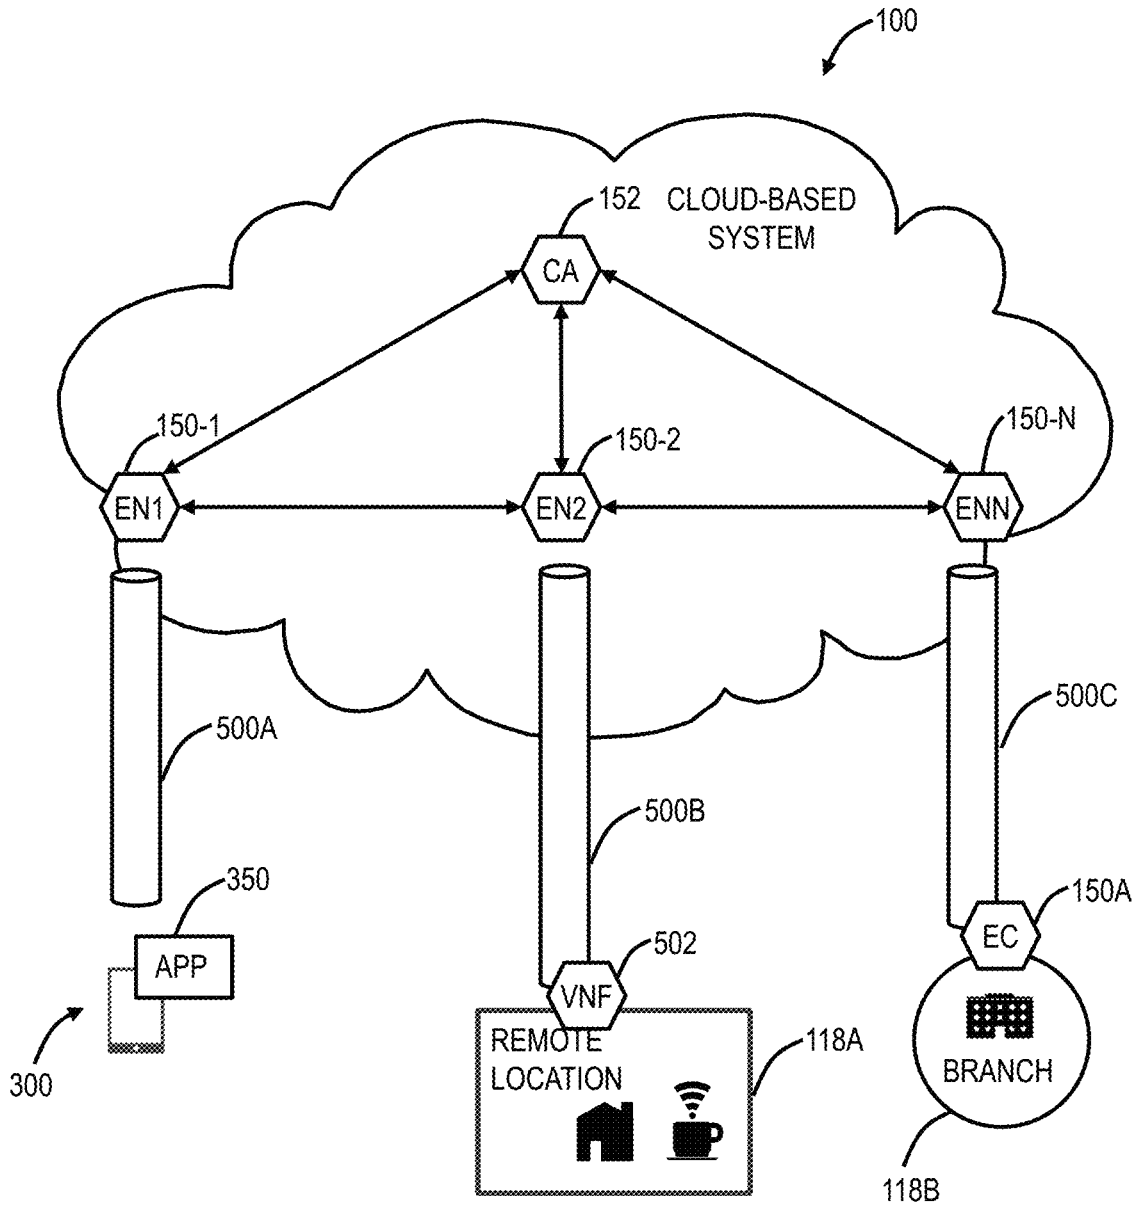 100
152
CLOUD-BASED
SYSTEM
CA
150-1
150-2
150-N
EN1
EN2
ENN
500A
500B
500C
350
APP
300
502
VNF
REMOTE
LOCATION
118A
150A
EC
BRANCH
118B